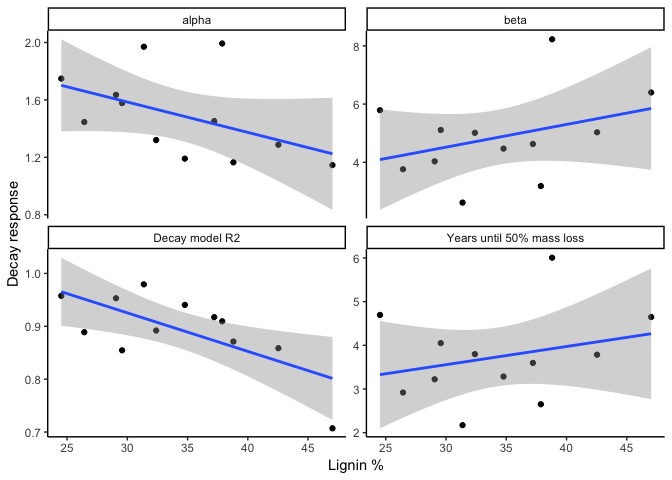 alpha
beta
2.0
1.6
1.2
0.8
8
6
4
Decay response
Decay model R2
Years until 50% mass loss
1.0
0.9
0.8
0.7
6
5
4
3
2
25 30 35 40 45
25 30 35 40 45
Lignin %